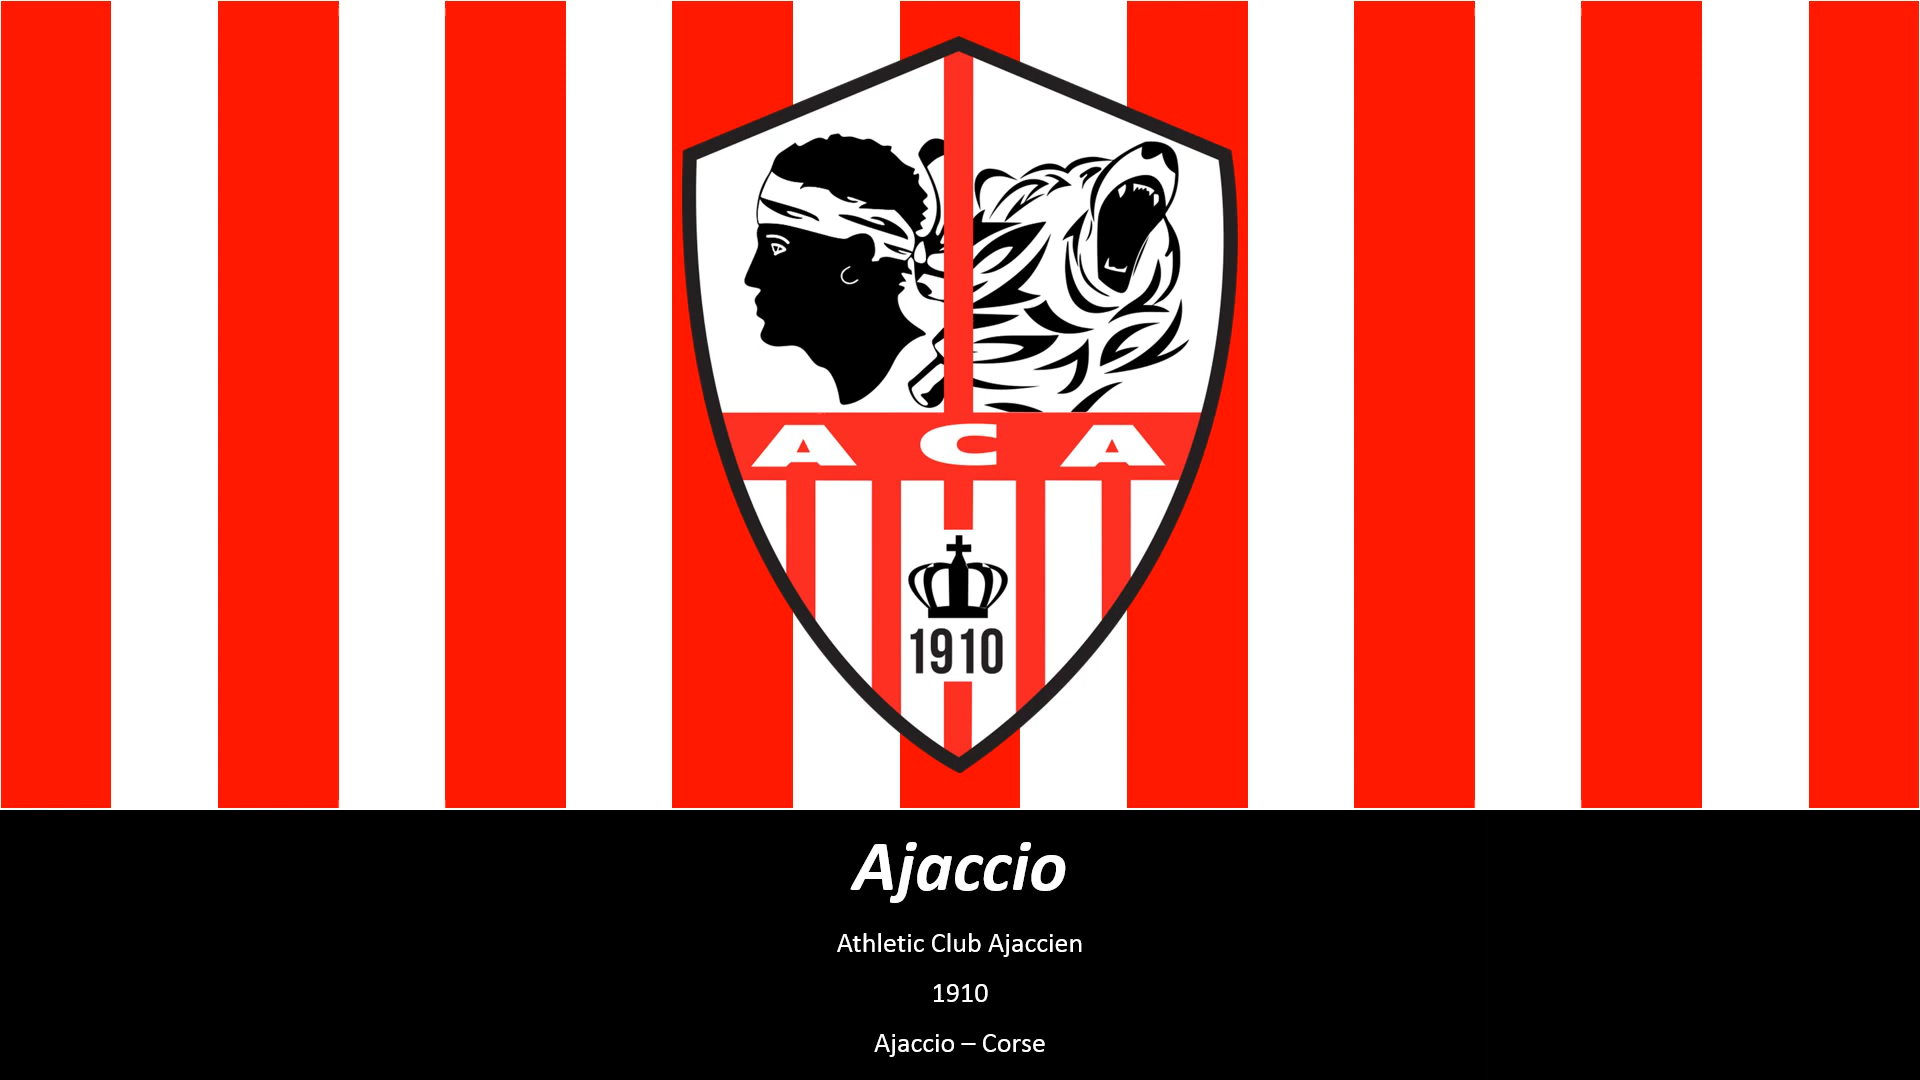 A C A
1910
Ajaccio
Athletic Club Ajaccien
1910
Ajaccio – Corse